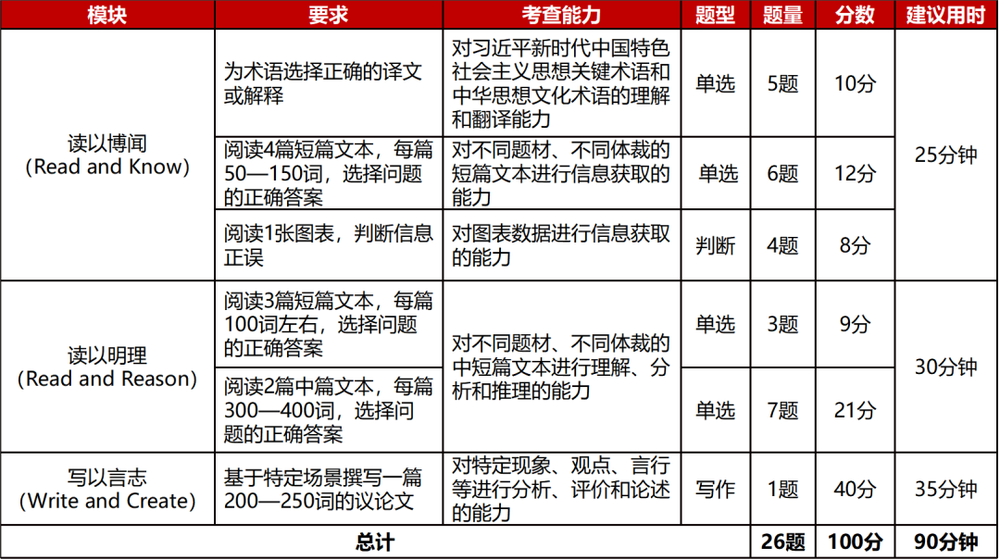 模块 要求 考查能力 题型 题量 分数 建议用时
读以博闻
（Read and Know）
为术语选择正确的译文
或解释
对习近平新时代中国特色
社会主义思想关键术语和
中华思想文化术语的理解
和翻译能力
单选 5题 10分
25分钟
阅读4篇短篇文本，每篇
50—150词，选择问题
的正确答案
对不同题材、不同体裁的
短篇文本进行信息获取的
能力
单选 6题 12分
阅读1张图表，判断信息
正误
对图表数据进行信息获取
的能力
判断 4题 8分
读以明理
（Read and Reason）
阅读3篇短篇文本，每篇
100词左右，选择问题
的正确答案
对不同题材、不同体裁的
中短篇文本进行理解、分
析和推理的能力
单选 3题 9分
30分钟
阅读2篇中篇文本，每篇
300—400词，选择问
题的正确答案
单选 7题 21分
写以言志
（Write and Create）
基于特定场景撰写一篇
200—250词的议论文
对特定现象、观点、言行
等进行分析、评价和论述
的能力
写作 1题 40分 35分钟
总计 26题 100分 90分钟